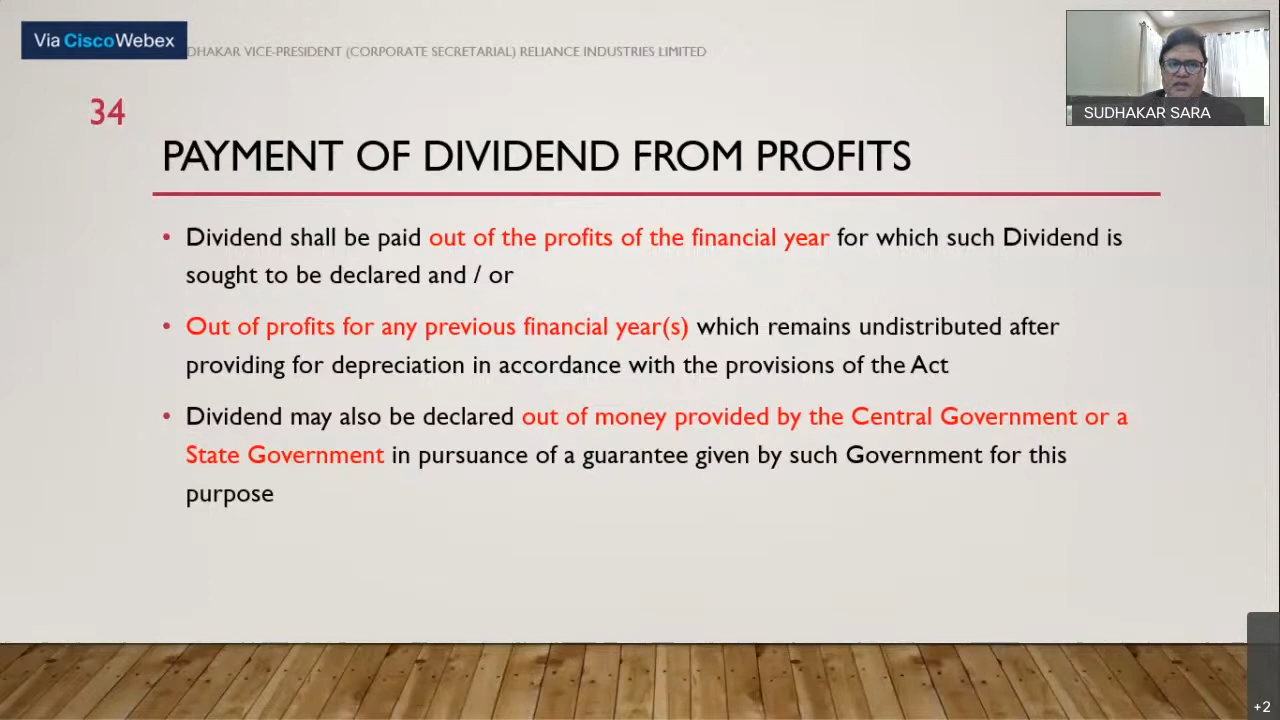 Via Cisco Webex
DHAKAR VICE-PRESIDENT (CORPORATE SECRETARIAL) RELIANCE INDUSTRIES LIMITED
SUDHAKAR SARA
34
PAYMENT OF DIVIDEND FROM PROFITS
• Dividend shall be paid out of the profits of the financial year for which such Dividend is
sought to be declared and / or
• Out of profits for any previous financial year(s) which remains undistributed after
providing for depreciation in accordance with the provisions of the Act
• Dividend may also be declared out of money provided by the Central Government or a
State Government in pursuance of a guarantee given by such Government for this
purpose
+2